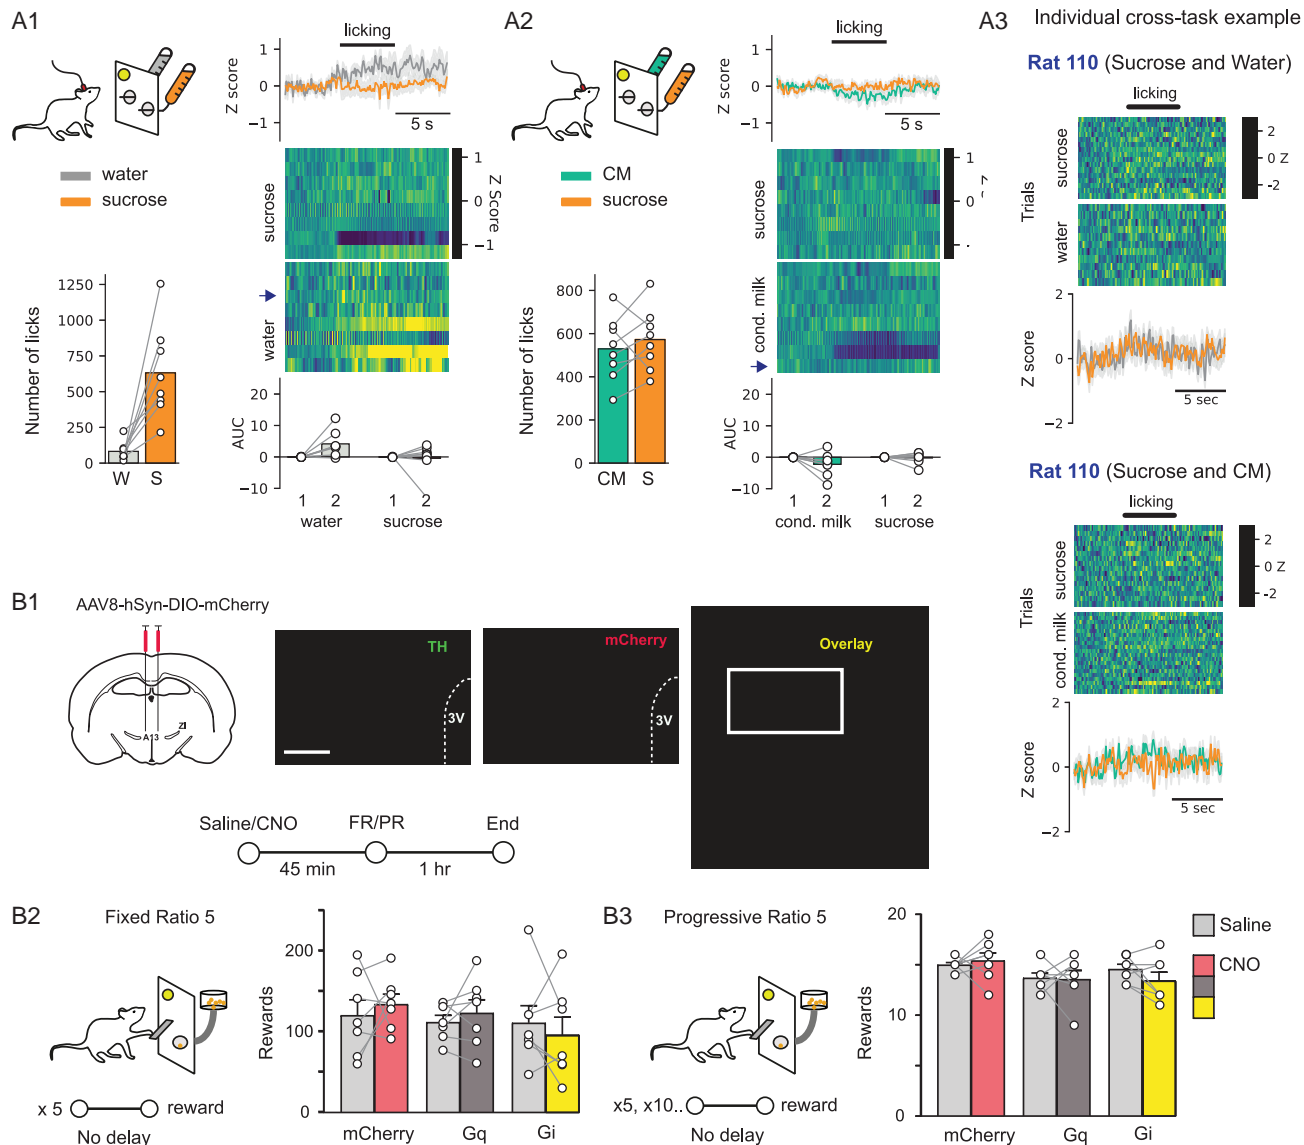 A1
licking
1
0
−1
Z score
5 s
water
sucrose
sucrose
water
1
0
−1
Z Score
1250
1000
750
500
250
0
Number of licks
W
S
20
10
0
−10
AUC
1
2
1
2
water
sucrose
A2
licking
1
0
−1
Z score
5 s
CM
sucrose
sucrose
cond. milk
1
0
Z
800
600
400
200
0
Number of licks
CM
S
20
10
0
−10
AUC
1
2
1
2
cond. milk
sucrose
A3
Individual cross-task example
Rat 110 (Sucrose and Water)
licking
Trials
sucrose
water
2
0 Z
-2
2
0
−2
Z score
5 sec
Rat 110 (Sucrose and CM)
licking
Trials
sucrose
cond. milk
2
0 Z
-2
2
0
−2
Z score
5 sec
B1
AAV8-hSyn-DIO-mCherry
A13
ZI
TH
3V
mCherry
3V
Overlay
Saline/CNO
FR/PR
End
45 min
1 hr
B2
Fixed Ratio 5
x 5
reward
No delay
200
100
0
Rewards
mCherry
Gq
Gi
B3
Progressive Ratio 5
x5, x10..
reward
No delay
20
10
0
Rewards
mCherry
Gq
Gi
Saline
CNO